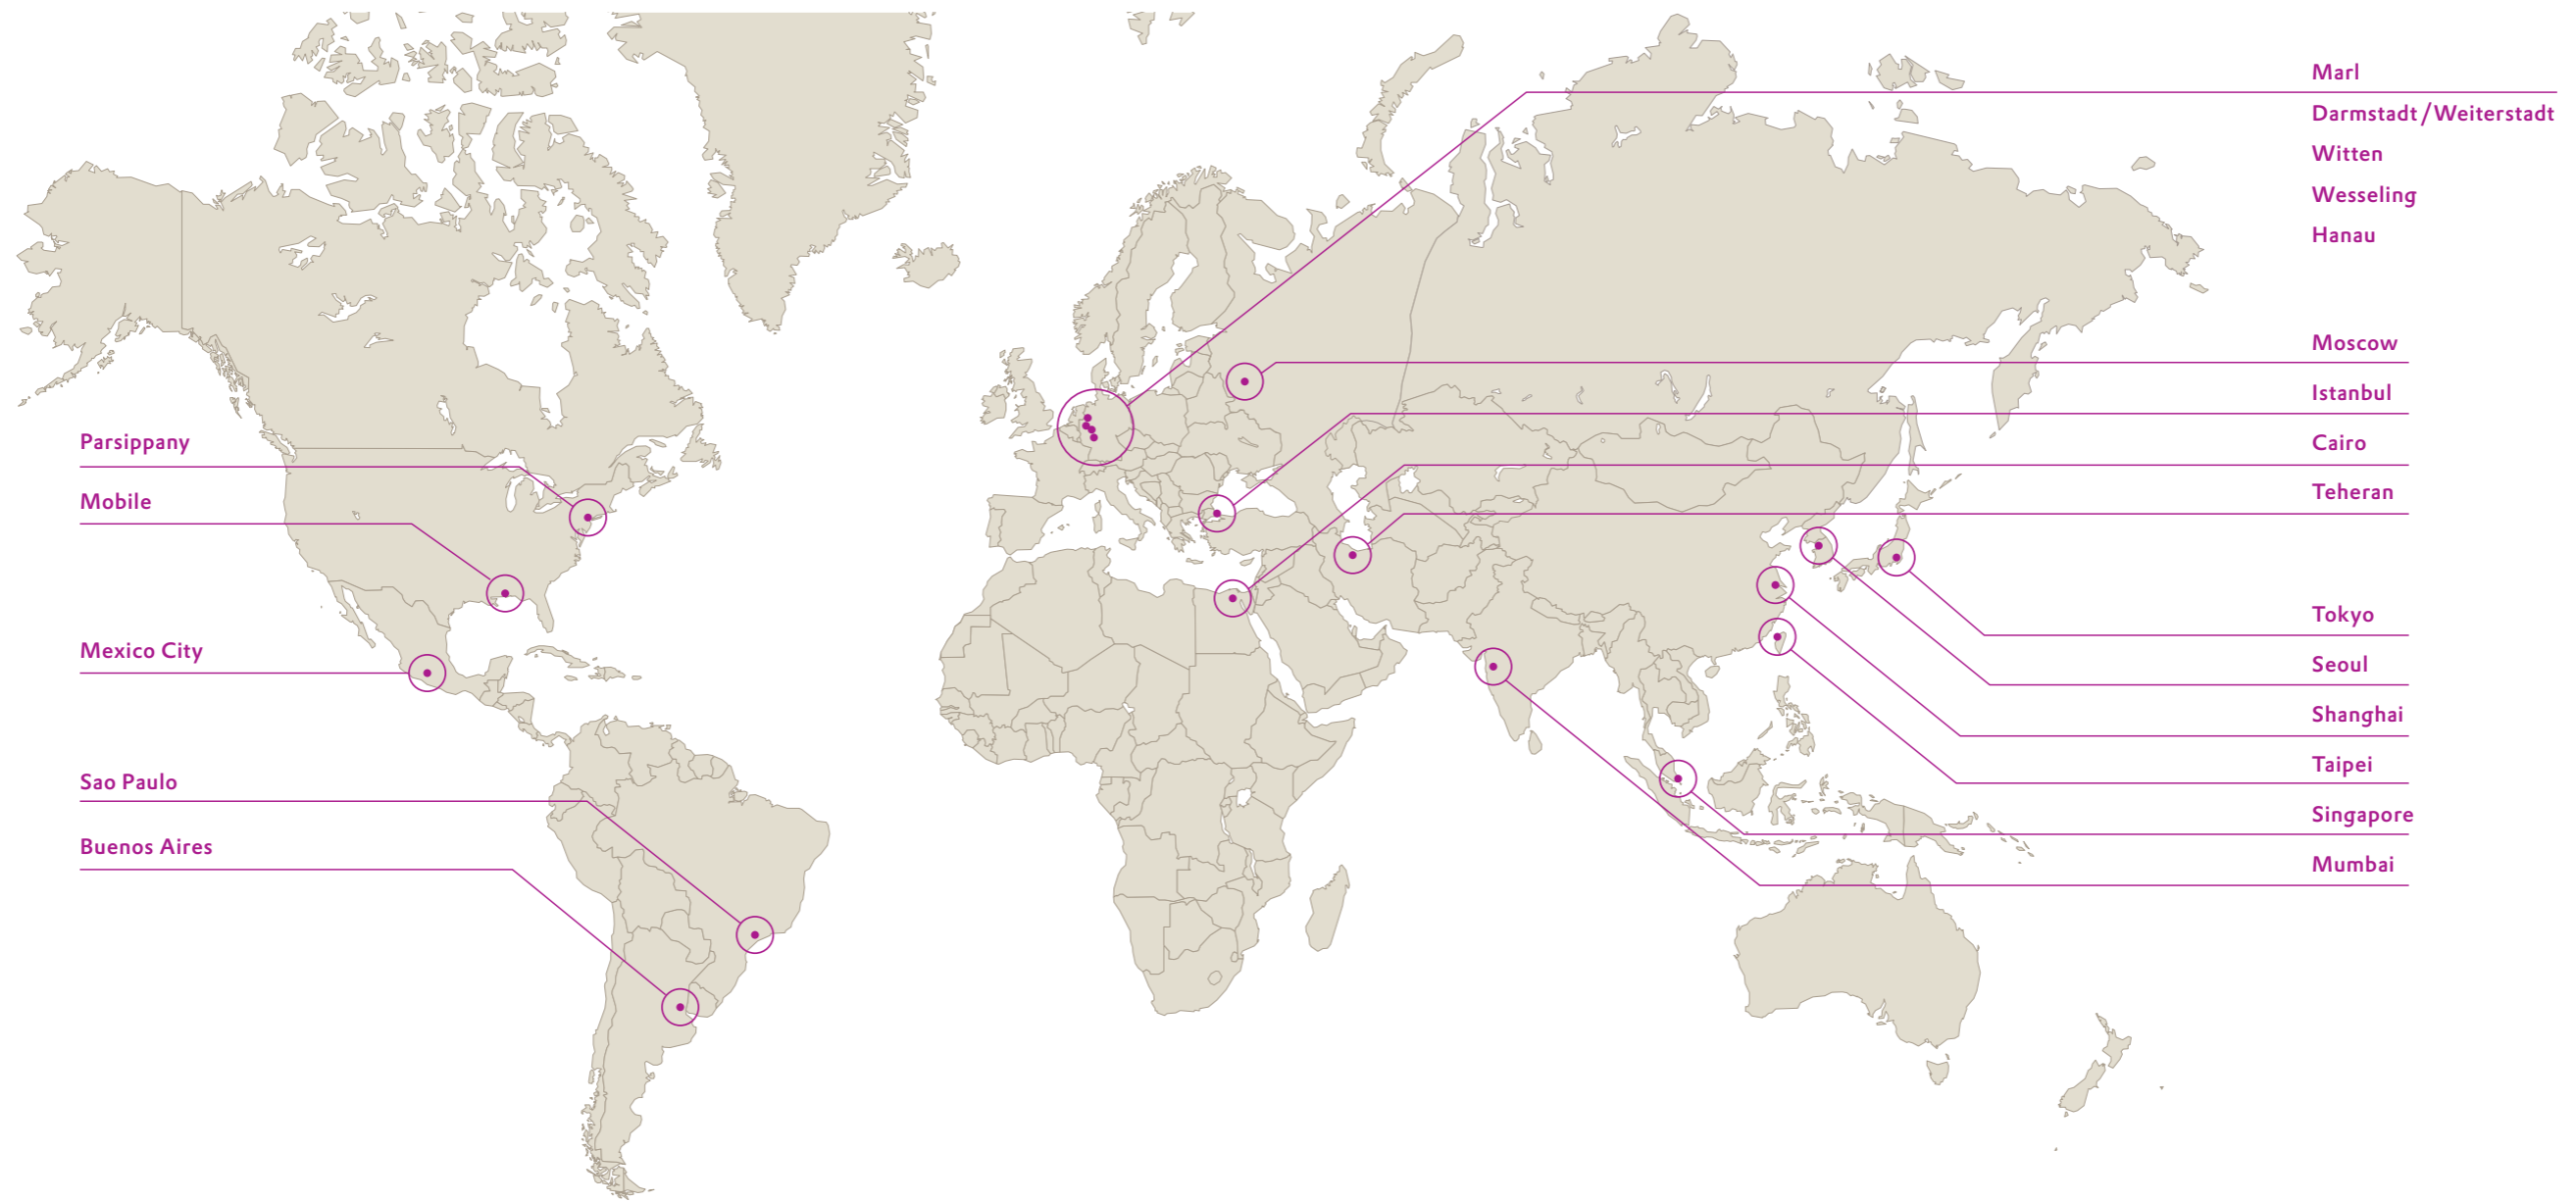 Parsippany
Mobile
Mexico City
Sao Paulo
Buenos Aires
Marl
Darmstadt/Weiterstadt
Witten
Wesseling
Hanau
Moscow
Istanbul
Cairo
Teheran
Tokyo
Seoul
Shanghai
Taipei
Singapore
Mumbai